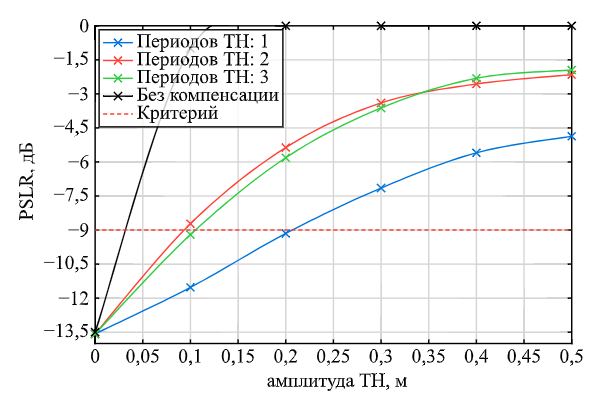 0
−1,5
−3
−4,5
−6
−7,5
−9
−10,5
−12
−13,5
PSLR, дБ
Периодов ТН: 1
Периодов ТН: 2
Периодов ТН: 3
Без компенсации
Критерий
0 0,05 0,1 0,15 0,2 0,25 0,3 0,35 0,4 0,45 0,5
амплитуда ТН, м